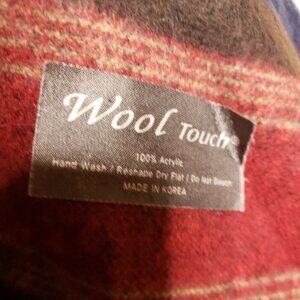 Wool Touch®
100% Acrylic
Hand Wash / Reshape Dry Flat / Do Not Bleach
MADE IN KOREA